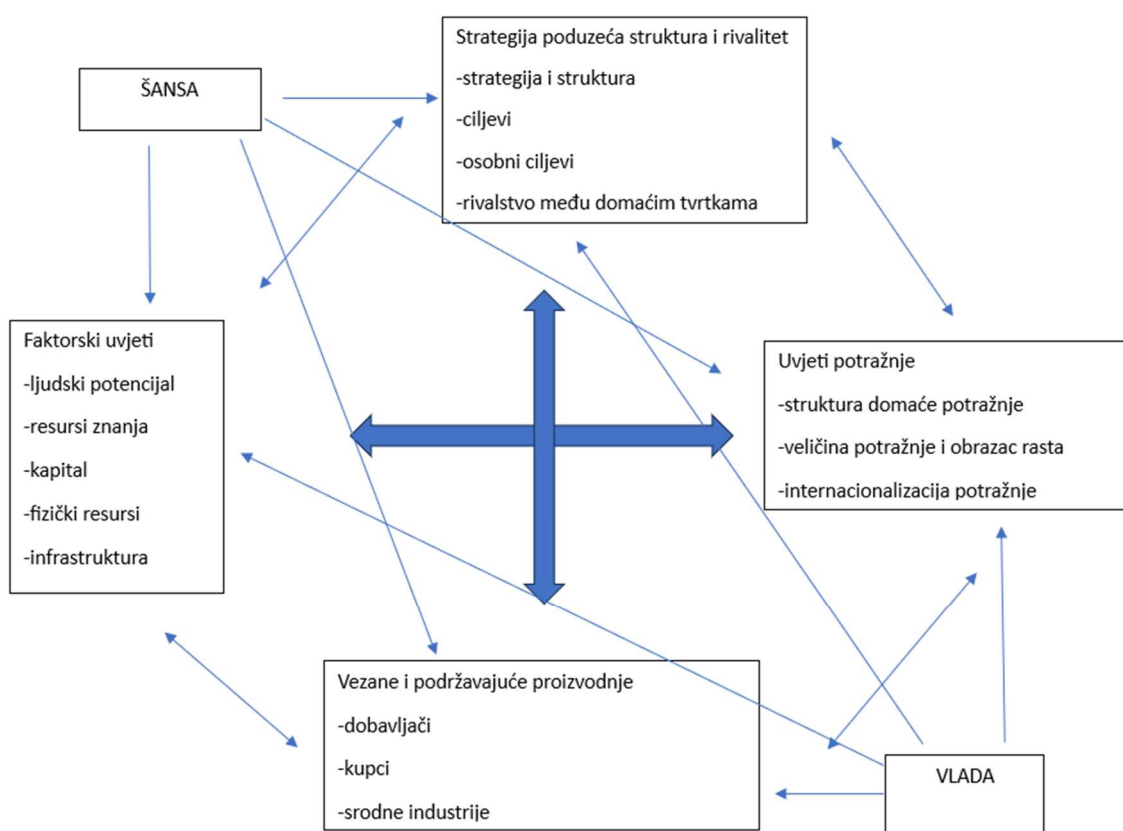 Strategija poduzeća struktura i rivalitet
-strategija i struktura
-ciljevi
-osobni ciljevi
-rivalstvo među domaćim tvrtkama
ŠANSA
Faktorski uvjeti
-ljudski potencijal
-resursi znanja
-kapital
-fizički resursi
-infrastruktura
Uvjeti potražnje
-struktura domaće potražnje
-veličina potražnje i obrazac rasta
-internacionalizacija potražnje
Vezane i podržavajuće proizvodnje
-dobavljači
-kupci
-srodne industrije
VLADA